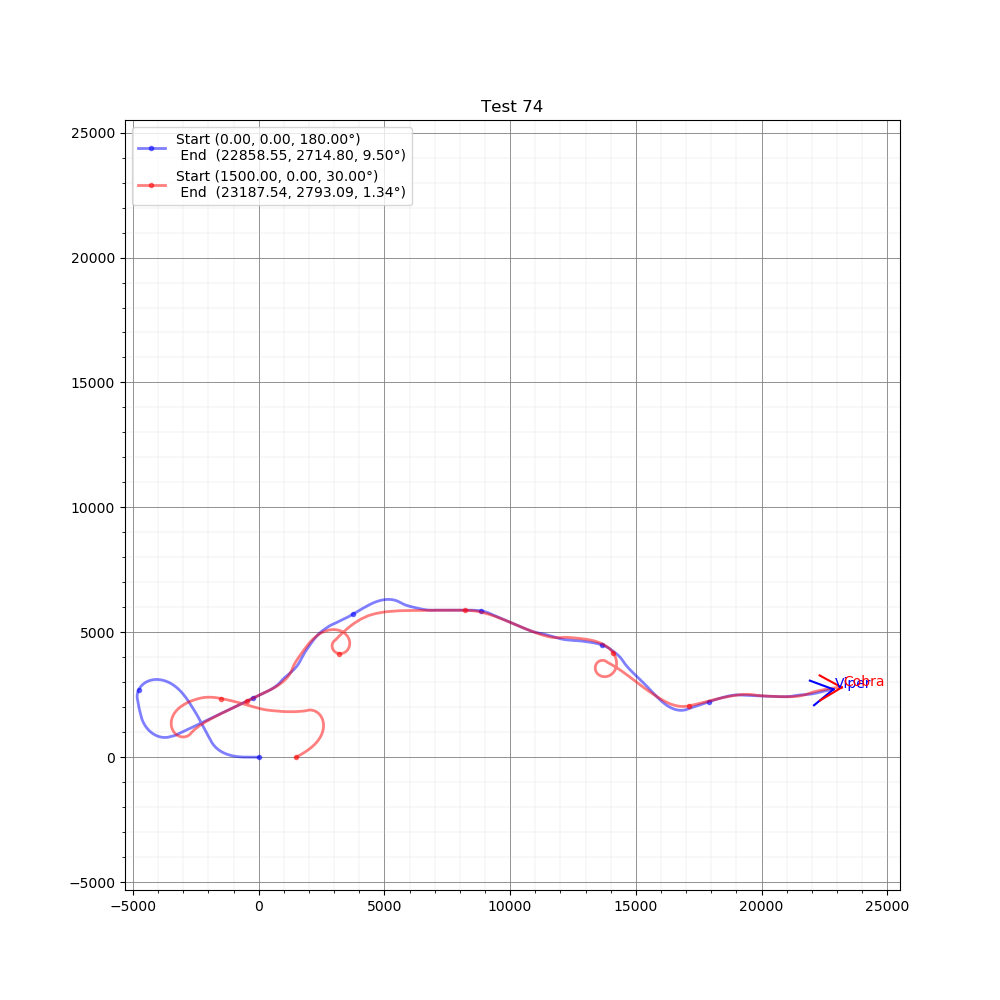 Test 74
Start (0.00, 0.00, 180.00°)
End  (22858.55, 2714.80, 9.50°)
Start (1500.00, 0.00, 30.00°)
End  (23187.54, 2793.09, 1.34°)
25000
20000
15000
10000
5000
0
−5000
Viper
Cobra
−5000 0 5000 10000 15000 20000 25000